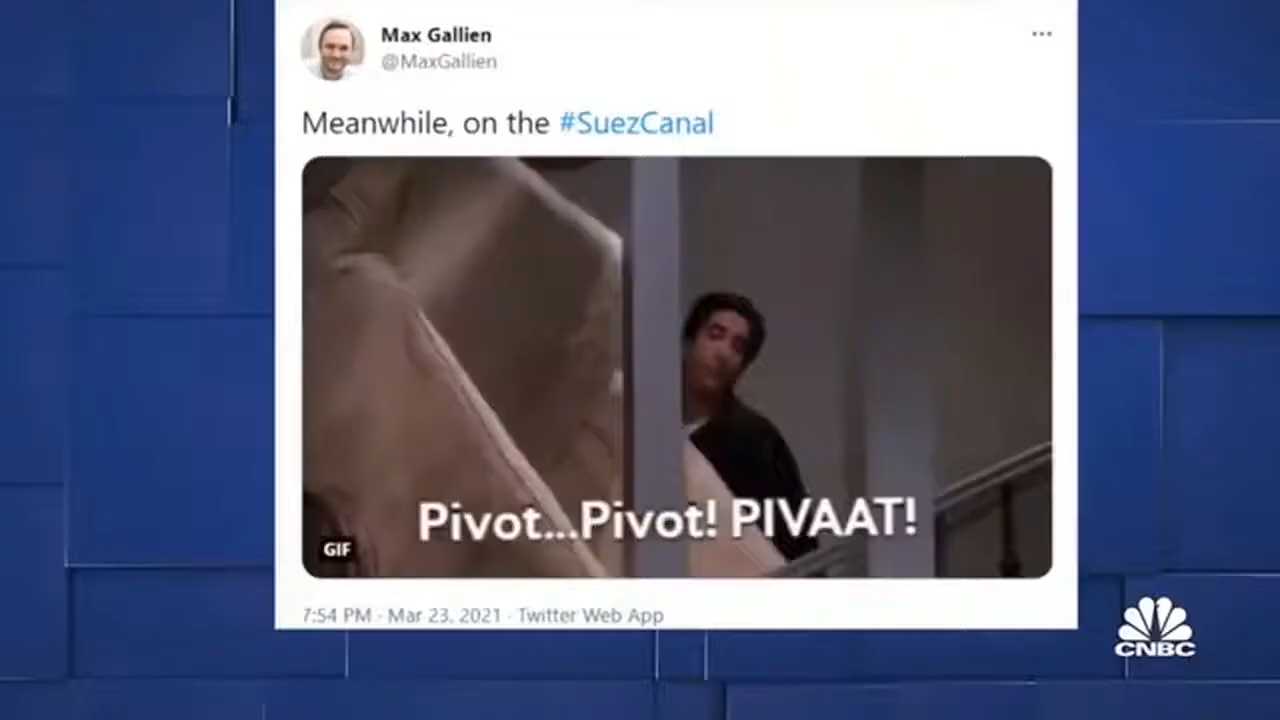 Max Gallien
@MaxGallien
Meanwhile, on the #SuezCanal
Pivot...Pivot! PIVAAT!
GIF
7:54 PM · Mar 23, 2021 · Twitter Web App
CNBC